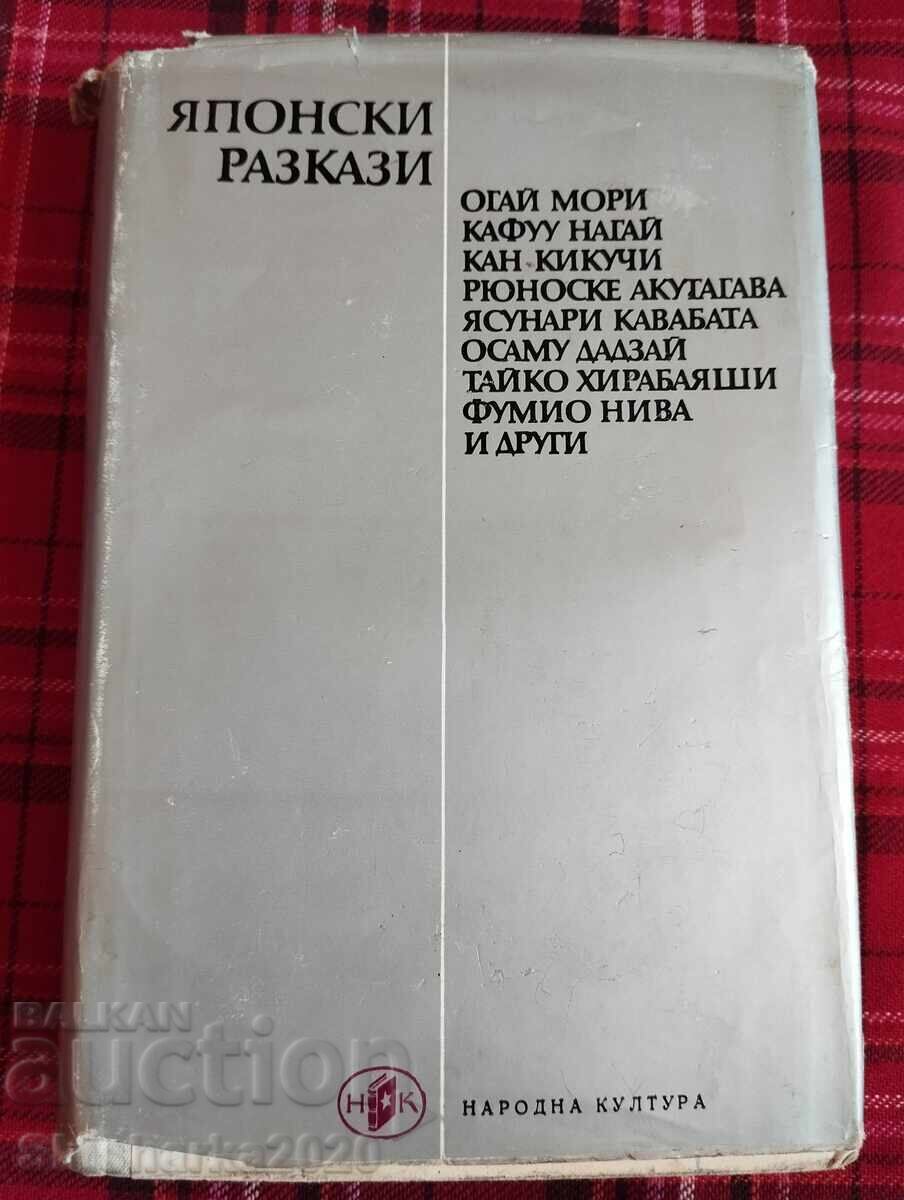 ЯПОНСКИ
РАЗКАЗИ
ОГАЙ МОРИ
КАФУУ НАГАЙ
КАН КИКУЧИ
РЮНОСКЕ АКУТАГАВА
ЯСУНАРИ КАВАБАТА
ОСАМУ ДАДЗАЙ
ТАЙКО ХИРАБАЯШИ
ФУМИО НИВА
И ДРУГИ
Н К
НАРОДНА КУЛТУРА
BALKAN
auction